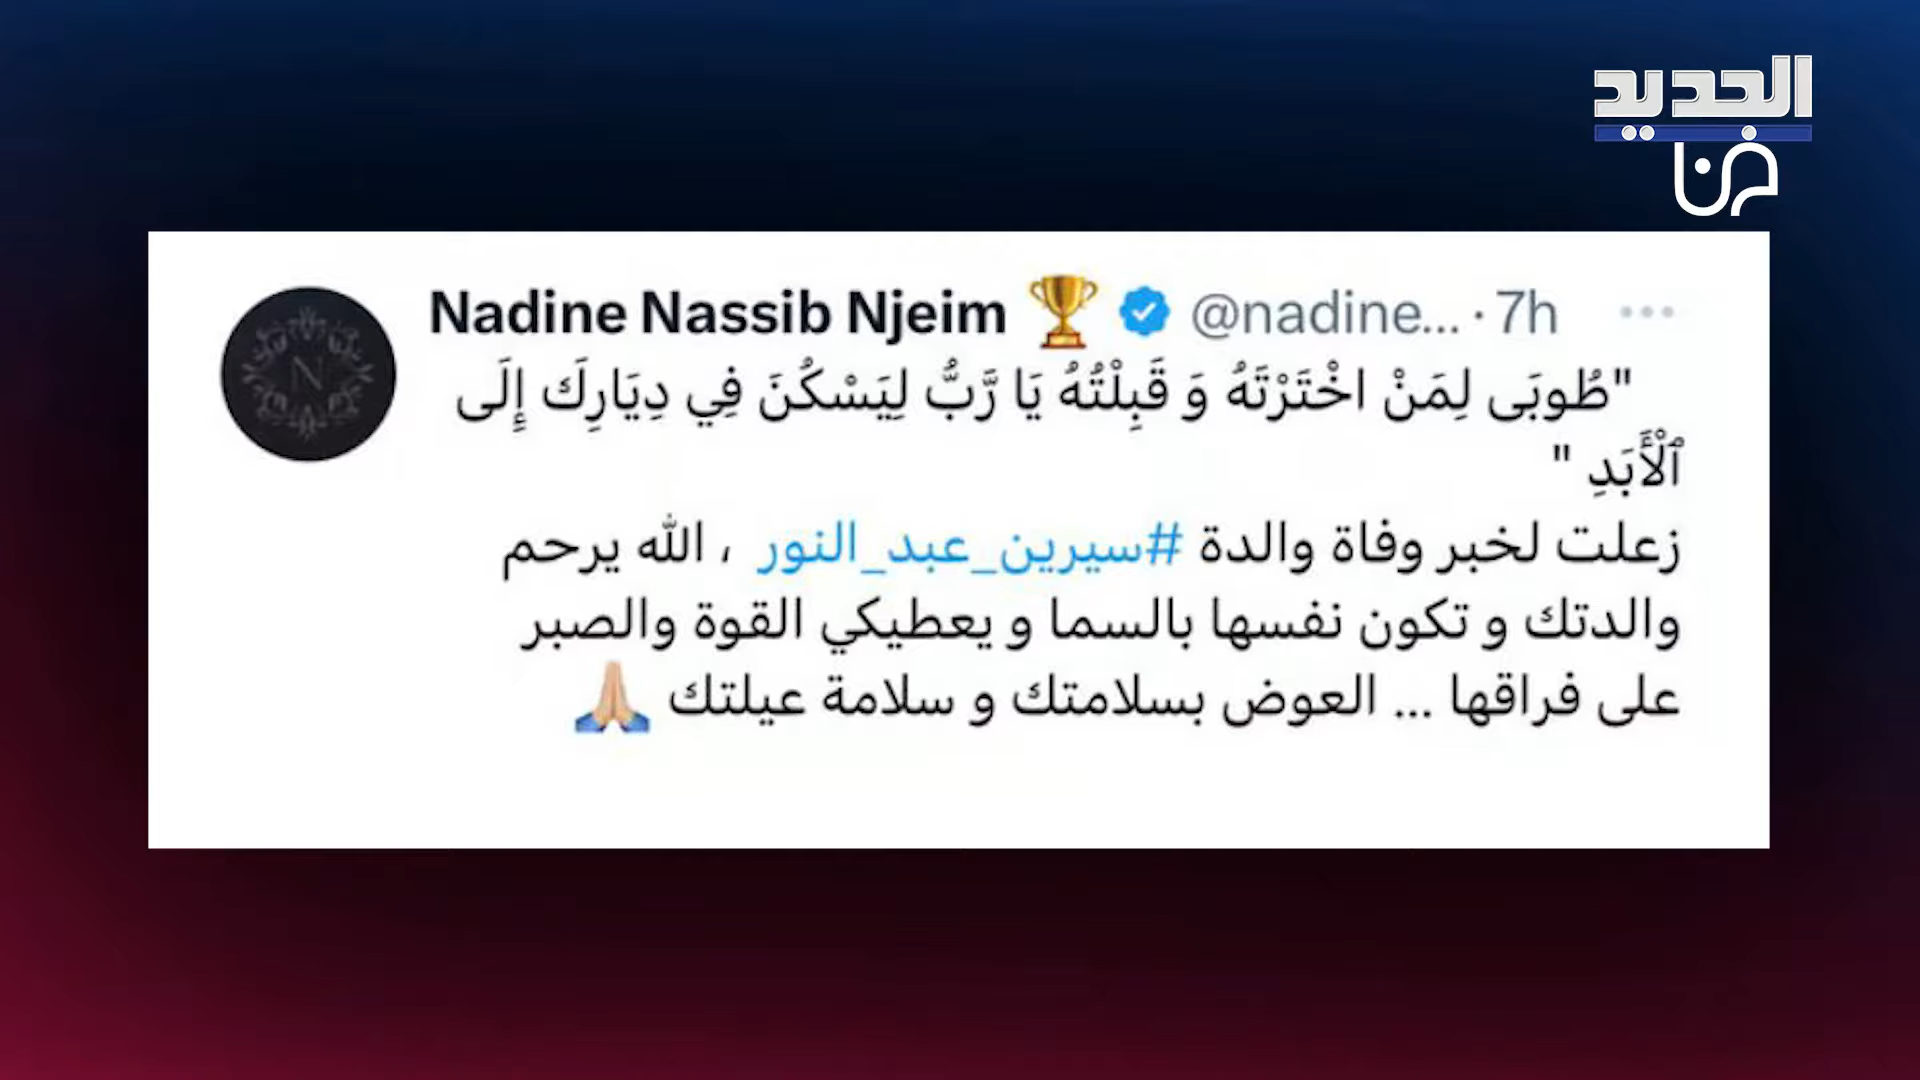 الجديد
فن
Nadine Nassib Njeim 🏆 @nadine... · 7h
"طُوبَى لِمَنْ اخْتَرْتَهُ وَ قَبِلْتُهُ يَا رَّبُّ لِيَسْكُنَ فِي دِيَارِكَ إِلَى
ٱلْأَبَدِ "
زعلت لخبر وفاة والدة #سيرين_عبد_النور ، الله يرحم
والدتك و تكون نفسها بالسما و يعطيكي القوة والصبر
على فراقها ... العوض بسلامتك و سلامة عيلتك 🙏🏼